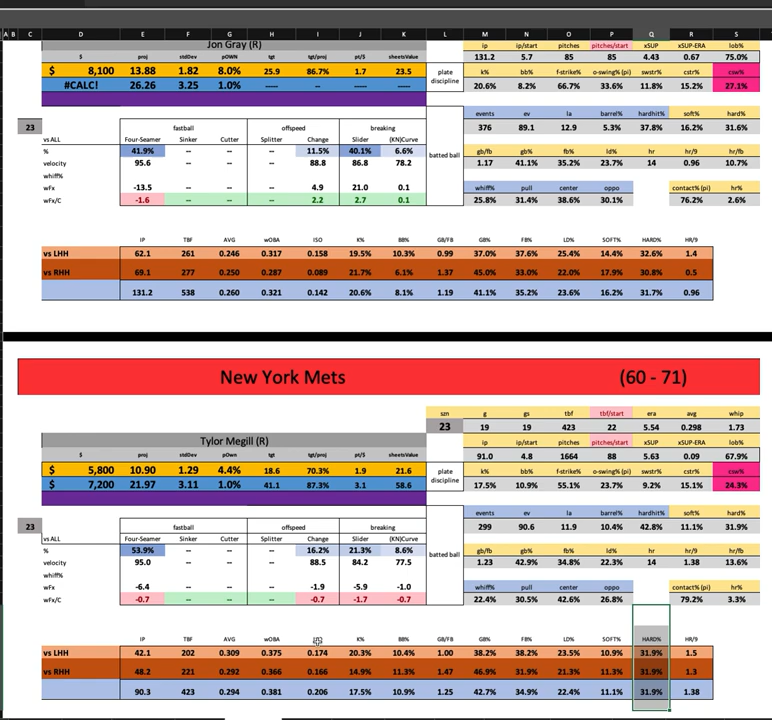 A B C D E F G H I J K L M N O P Q R S
Jon Gray (R) ip ip/start pitches pitches/start xSUP xSUP-ERA lob%
131.2 5.7 85 85 4.43 0.67 75.0%
$ proj stdDev pOWN tgt tgt/proj pt/$ sheetsValue
$ 8,100 13.88 1.82 8.0% 25.9 86.7% 1.7 23.5 plate discipline k% bb% f-strike% o-swing% (pi) swstr% cstr% csw%
#CALC! 26.26 3.25 1.0% ----- ----- -- -- 20.6% 8.2% 66.7% 33.6% 11.8% 15.2% 27.1%
events ev la barrel% hardhit% soft% hard%
23 fastball offspeed breaking 376 89.1 12.9 5.3% 37.8% 16.2% 31.6%
vs ALL Four-Seamer Sinker Cutter Splitter Change Slider (KN)Curve
% 41.9% -- -- -- 11.5% 40.1% 6.6% batted ball gb/fb gb% fb% ld% hr hr/9 hr/fb
velocity 95.6 -- -- -- 88.8 86.8 78.2 1.17 41.1% 35.2% 23.7% 14 0.96 10.7%
whiff%
wFx -13.5 -- -- -- 4.9 21.0 0.1 whiff% pull center oppo contact% (pi) hr%
wFx/C -1.6 -- -- -- 2.2 2.7 0.1 25.8% 31.4% 38.6% 30.1% 76.2% 2.6%
IP TBF AVG wOBA ISO K% BB% GB/FB GB% FB% LD% SOFT% HARD% HR/9
vs LHH 62.1 261 0.246 0.317 0.158 19.5% 10.3% 0.99 37.0% 37.6% 25.4% 14.4% 32.6% 1.4
vs RHH 69.1 277 0.250 0.287 0.089 21.7% 6.1% 1.37 45.0% 33.0% 22.0% 17.9% 30.8% 0.5
131.2 538 0.260 0.321 0.142 20.6% 8.1% 1.19 41.1% 35.2% 23.6% 16.2% 31.7% 0.96
New York Mets (60 - 71)
szn g gs tbf tbf/start era avg whip
23 19 19 423 22 5.54 0.298 1.73
Tylor Megill (R) ip ip/start pitches pitches/start xSUP xSUP-ERA lob%
$ proj stdDev pOwn tgt tgt/proj pt/$ sheetsValue 91.0 4.8 1664 88 5.63 0.09 67.9%
$ 5,800 10.90 1.29 4.4% 18.6 70.3% 1.9 21.6 plate discipline k% bb% f-strike% o-swing% (pi) swstr% cstr% csw%
$ 7,200 21.97 3.11 1.0% 41.1 87.3% 3.1 58.6 17.5% 10.9% 55.1% 23.7% 9.2% 15.1% 24.3%
events ev la barrel% hardhit% soft% hard%
23 fastball offspeed breaking 299 90.6 11.9 10.4% 42.8% 11.1% 31.9%
vs ALL Four-Seamer Sinker Cutter Splitter Change Slider (KN)Curve
% 53.9% -- -- -- 16.2% 21.3% 8.6% batted ball gb/fb gb% fb% ld% hr hr/9 hr/fb
velocity 95.0 -- -- -- 88.5 84.2 77.5 1.23 42.9% 34.8% 22.3% 14 1.38 13.6%
whiff%
wFx -6.4 -- -- -- -1.9 -5.9 -1.0 whiff% pull center oppo contact% (pi) hr%
wFx/C -0.7 -- -- -- -0.7 -1.7 -0.7 22.4% 30.5% 42.6% 26.8% 79.2% 3.3%
IP TBF AVG wOBA K% BB% GB/FB GB% FB% LD% SOFT% HARD% HR/9
vs LHH 42.1 202 0.309 0.375 0.174 20.3% 10.4% 1.00 38.2% 38.2% 23.5% 10.9% 31.9% 1.5
vs RHH 48.2 221 0.292 0.366 0.166 14.9% 11.3% 1.47 46.9% 31.9% 21.3% 11.3% 31.9% 1.3
90.3 423 0.294 0.381 0.206 17.5% 10.9% 1.25 42.7% 34.9% 22.4% 11.1% 31.9% 1.38